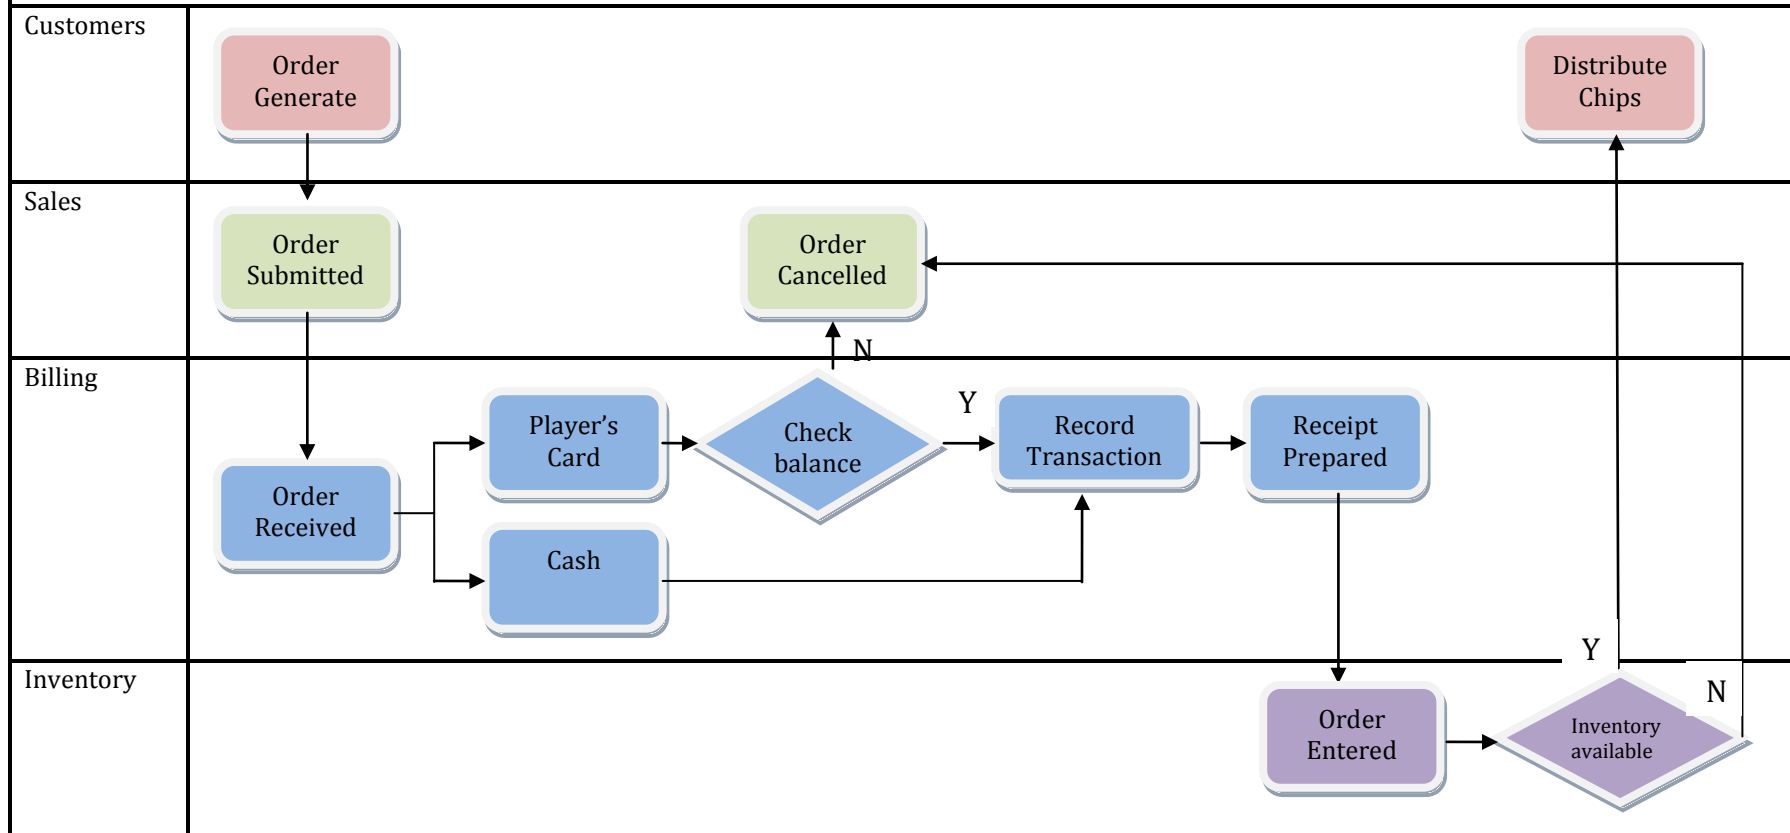 Customers
Order
Generate
Distribute
Chips
Sales
Order
Submitted
Order
Cancelled
N
Billing
Player’s
Card
Check
balance
Y
Record
Transaction
Receipt
Prepared
Order
Received
Cash
Y
Inventory
N
Order
Entered
Inventory
available